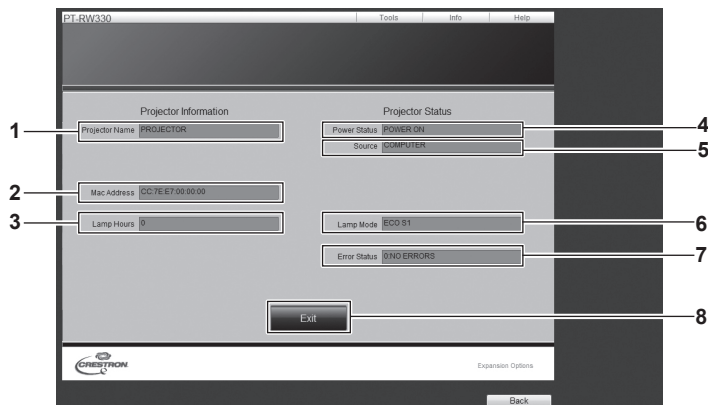 PT-RW330
Tools
Info
Help
Projector Information
Projector Status
1
Projector Name
PROJECTOR
Power Status
POWER ON
4
Source
COMPUTER
5
2
Mac Address
CC:7E:E7:00:00:00
3
Lamp Hours
0
Lamp Mode
ECO S1
6
Error Status
0:NO ERRORS
7
Exit
8
CRESTRON
Expansion Options
Back